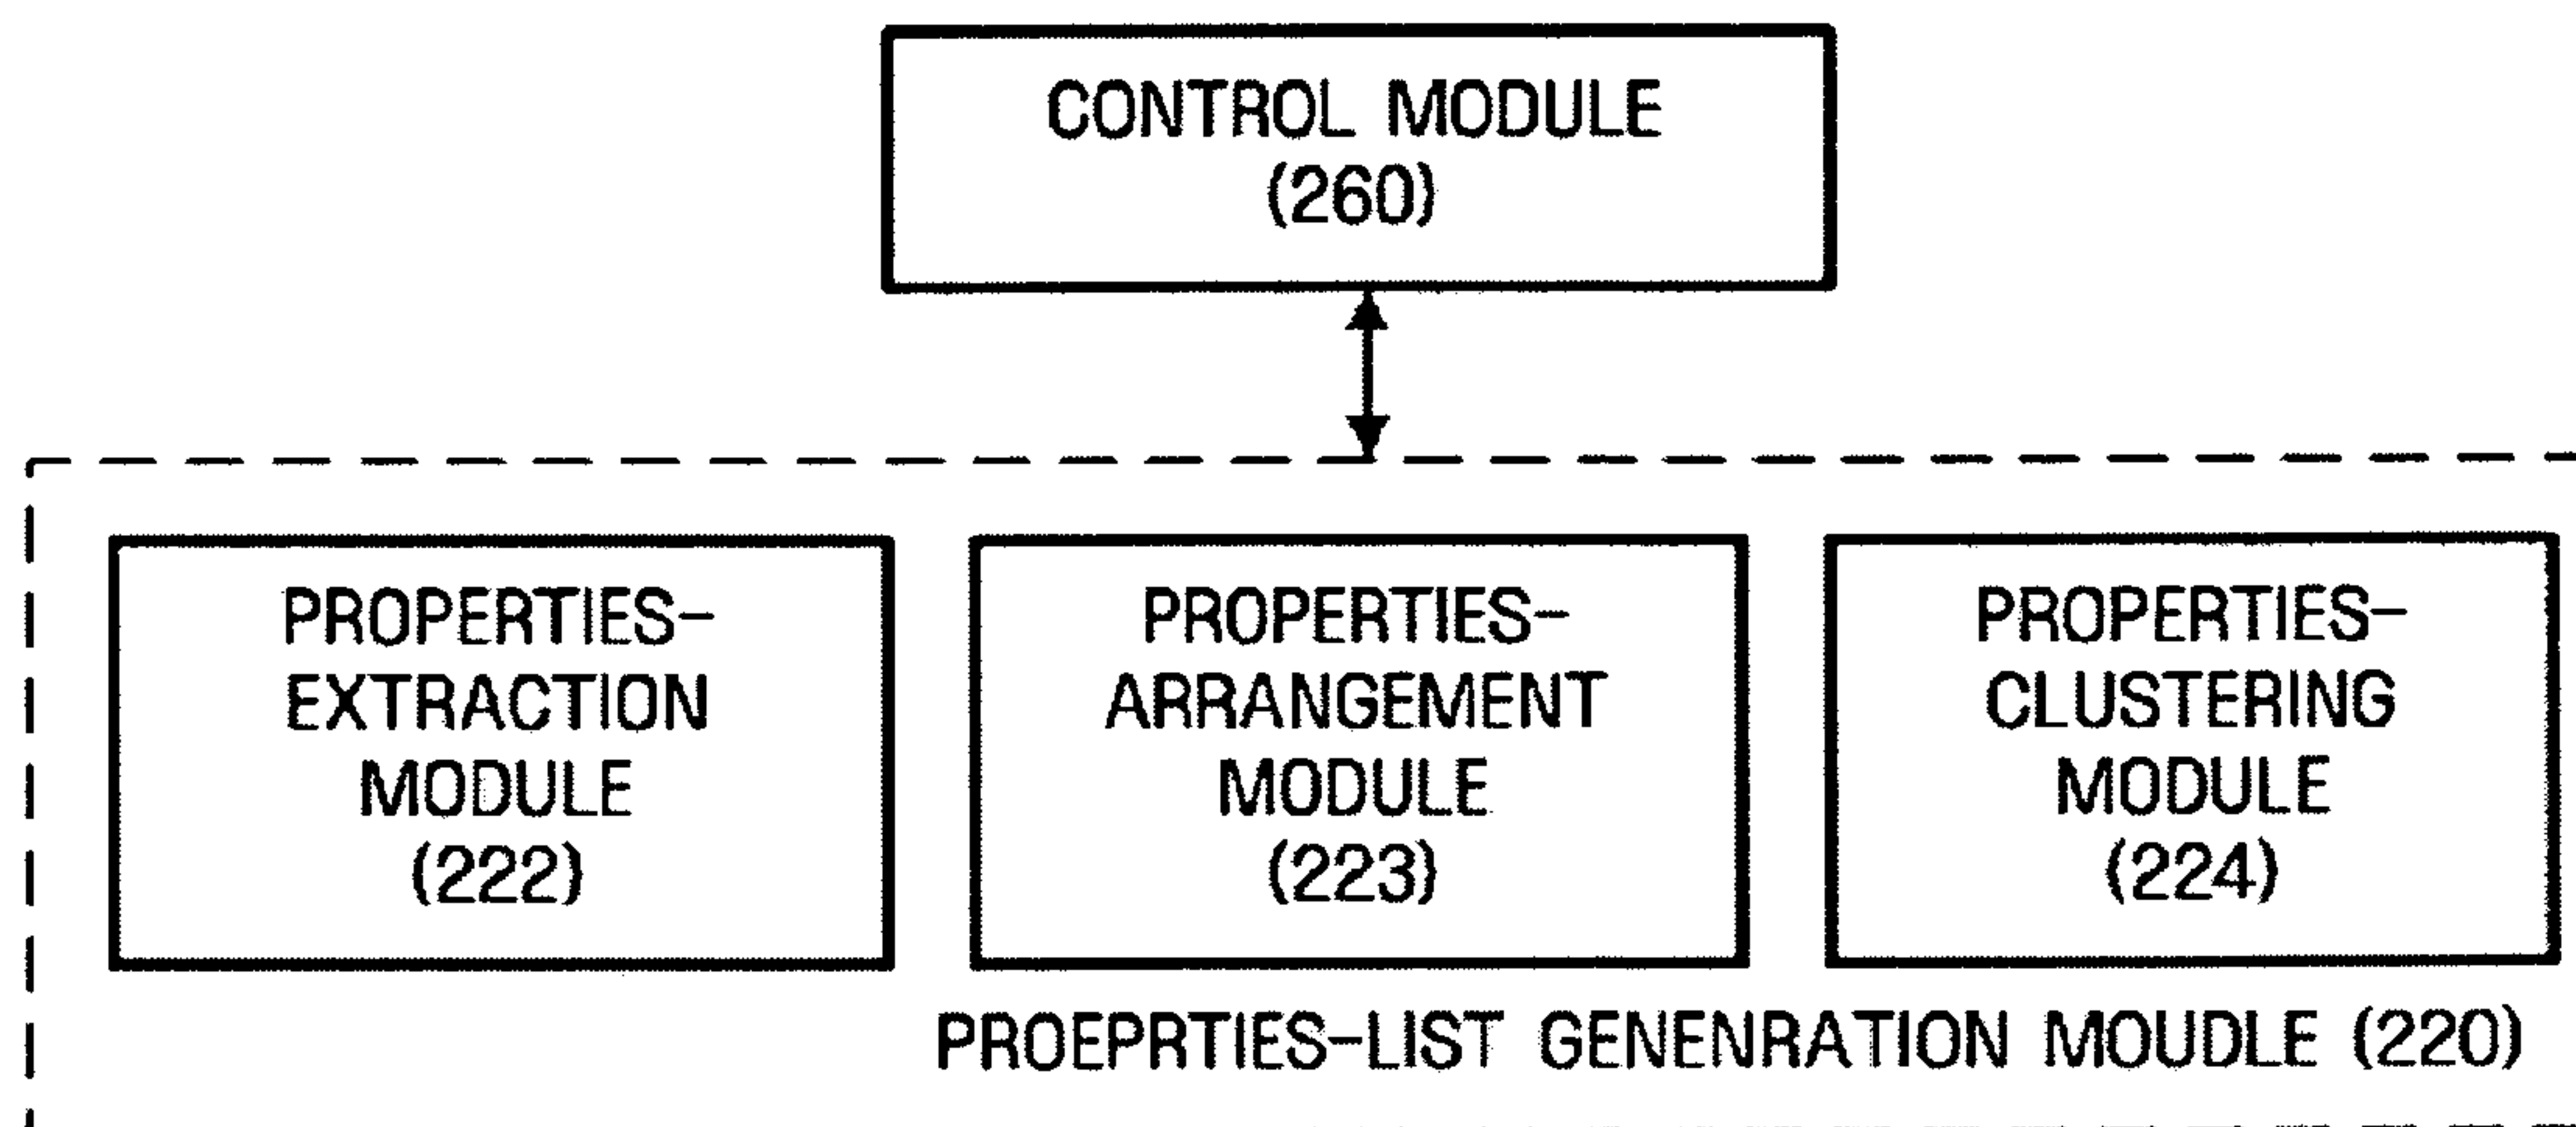 CONTROL MODULE
(260)
PROPERTIES-
EXTRACTION
MODULE
(222)
PROPERTIES-
ARRANGEMENT
MODULE
(223)
PROPERTIES-
CLUSTERING
MODULE
(224)
PROEPRTIES-LIST GENENRATION MOUDLE (220)